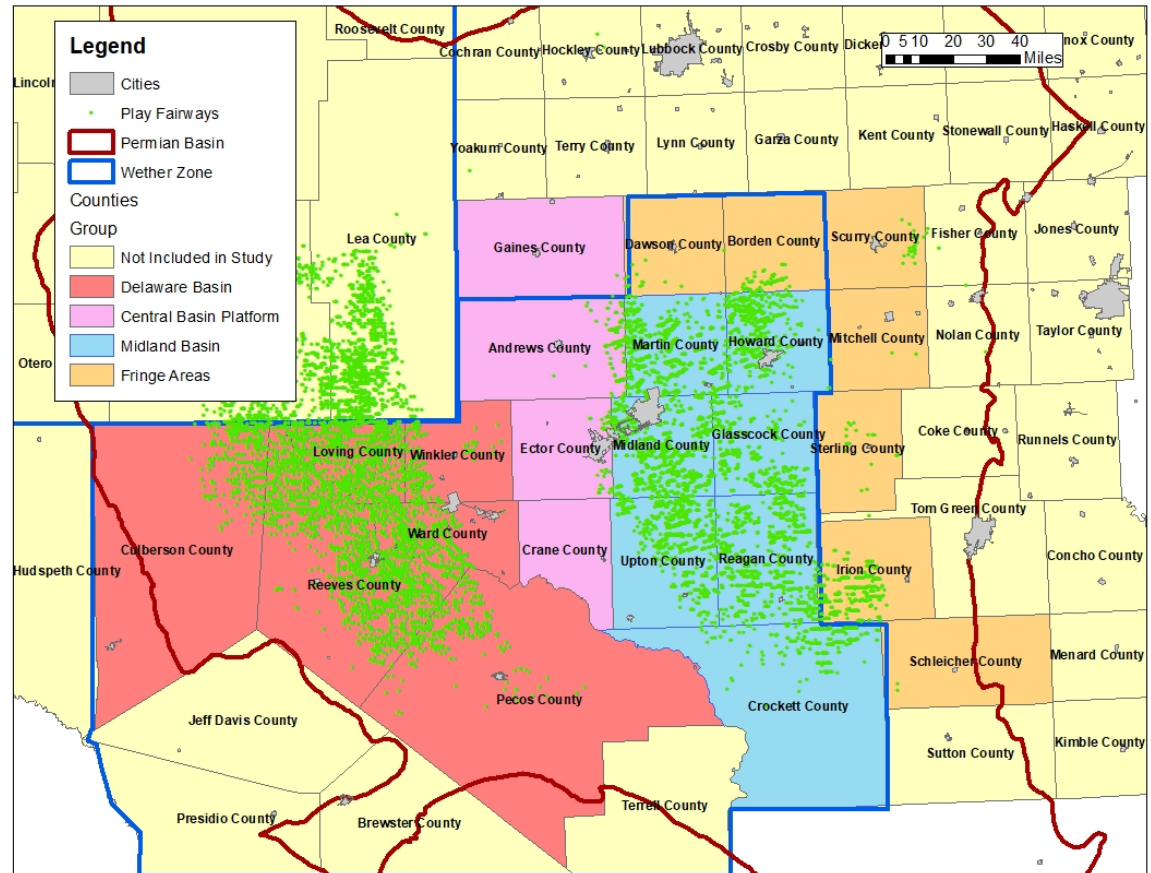 Legend
Cities
Play Fairways
Permian Basin
Wether Zone
Counties
Group
Not Included in Study
Delaware Basin
Central Basin Platform
Midland Basin
Fringe Areas
0 5 10 20 30 40
Miles
Roosevelt County
Cochran County
Hockley County
Lubbock County
Crosby County
Dicker
nox County
Lincoln
Yoakum County
Terry County
Lynn County
Garza County
Kent County
Stonewall County
Haskell County
Lea County
Gaines County
Dawson County
Borden County
Scurry County
Fisher County
Jones County
Otero
Andrews County
Martin County
Howard County
Mitchell County
Nolan County
Taylor County
Loving County
Winkler County
Ector County
Midland County
Glasscock County
Sterling County
Coke County
Runnels County
Hudspeth County
Culberson County
Reeves County
Ward County
Crane County
Upton County
Reagan County
Irion County
Tom Green County
Concho County
Jeff Davis County
Pecos County
Crockett County
Schleicher County
Menard County
Presidio County
Brewster County
Terrell County
Sutton County
Kimble County